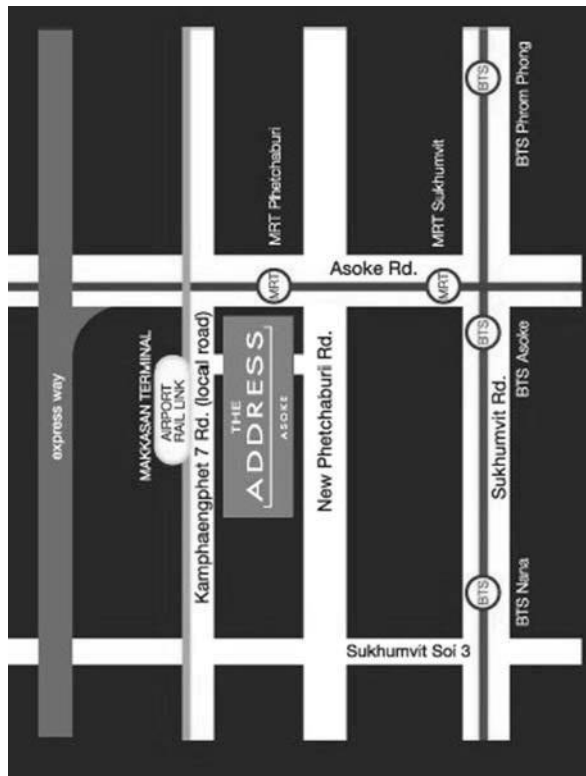 express way
MAKKASAN TERMINAL
AIRPORT
RAIL LINK
Kamphaengphet 7 Rd. (local road)
THE
ADDRESS
ASOKE
MRT Phetchaburi
MRT
New Phetchaburi Rd.
Asoke Rd.
MRT Sukhumvit
MRT
Sukhumvit Soi 3
Sukhumvit Rd.
BTS
BTS Nana
BTS
BTS Asoke
BTS
BTS Phrom Phong